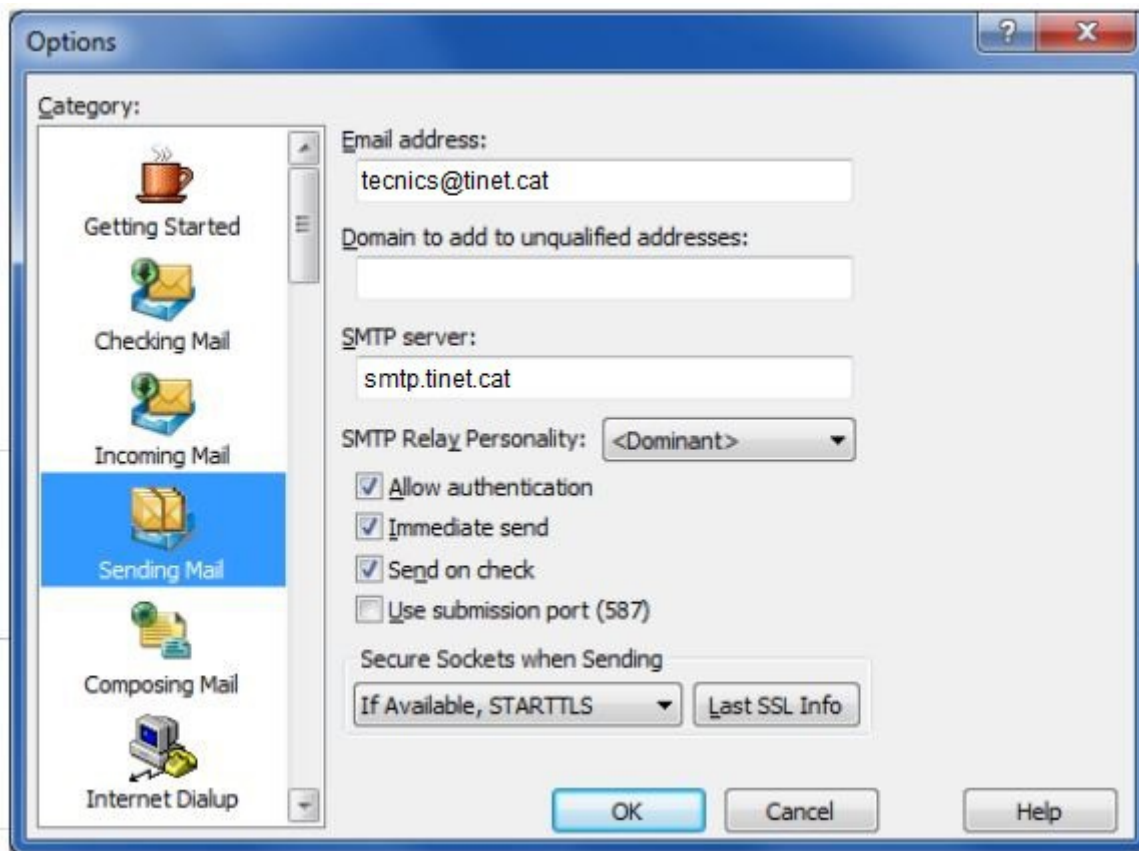 Options
Category:
Getting Started
Checking Mail
Incoming Mail
Sending Mail
Composing Mail
Internet Dialup
Email address:
tecnics@tinet.cat
Domain to add to unqualified addresses:
SMTP server:
smtp.tinet.cat
SMTP Relay Personality: <Dominant>
Allow authentication
Immediate send
Send on check
Use submission port (587)
Secure Sockets when Sending
If Available, STARTTLS Last SSL Info
OK Cancel Help